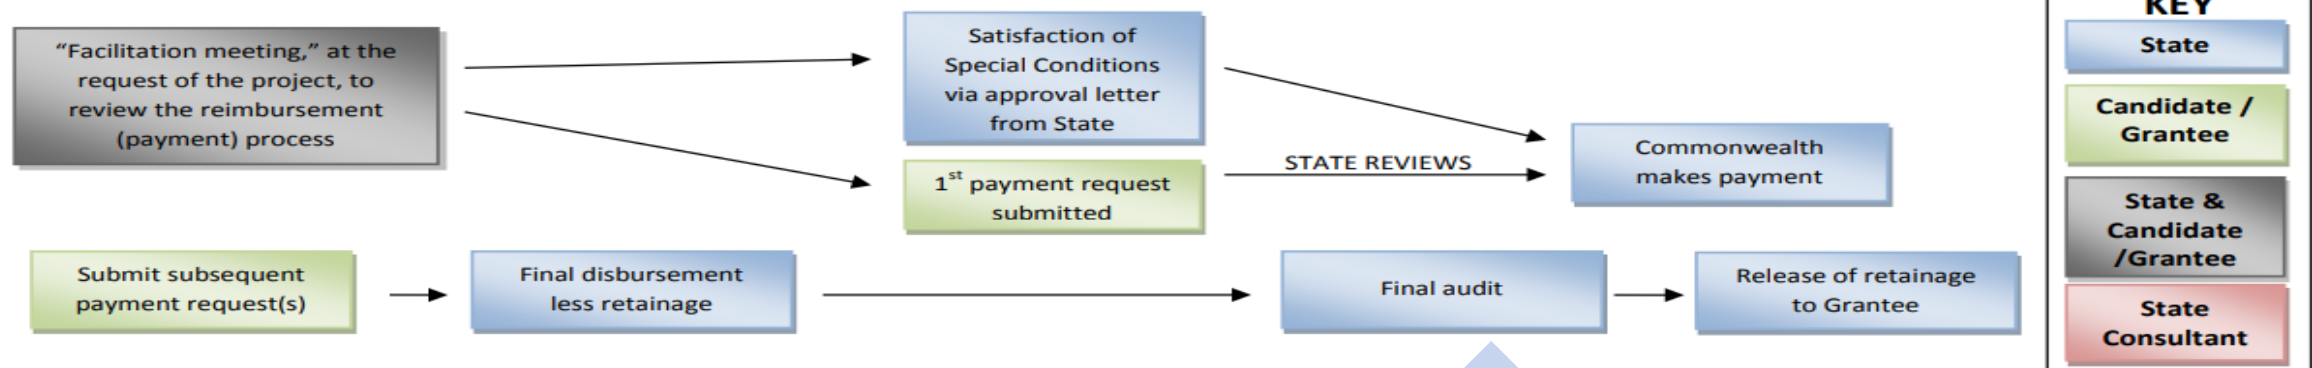 “Facilitation meeting,” at the
request of the project, to
review the reimbursement
(payment) process
Satisfaction of
Special Conditions
via approval letter
from State
1st payment request
submitted
STATE REVIEWS
Commonwealth
makes payment
Submit subsequent
payment request(s)
Final disbursement
less retainage
Final audit
Release of retainage
to Grantee
KEY
State
Candidate /
Grantee
State &
Candidate
/Grantee
State
Consultant